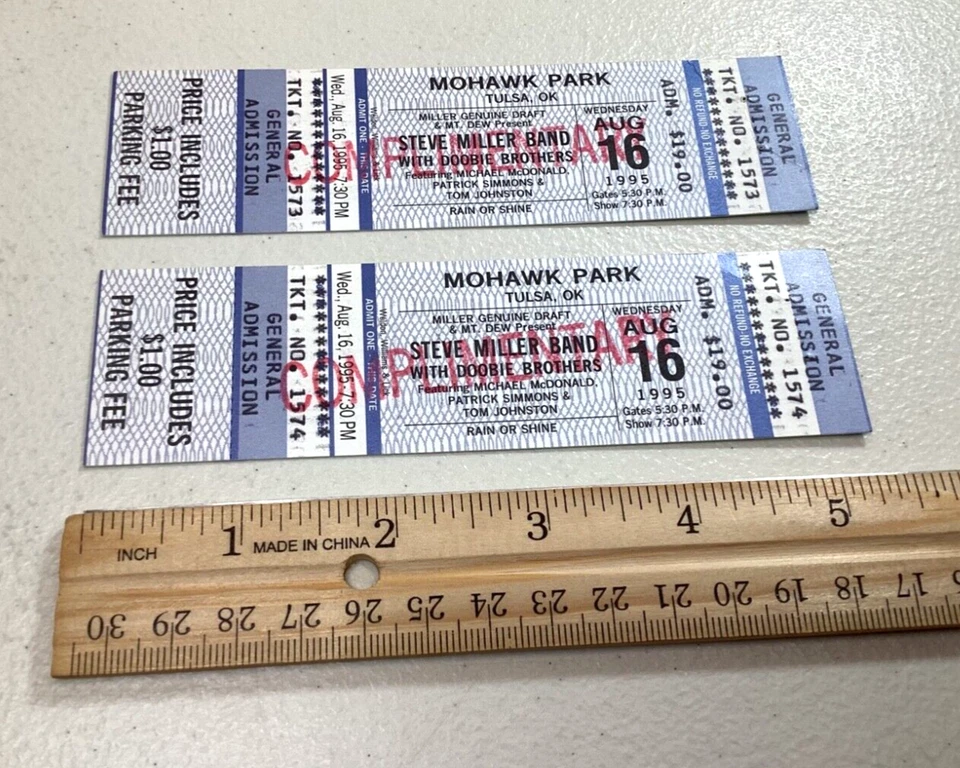 PRICE INCLUDES
$1.00
PARKING FEE
GENERAL
ADMISSION
TKT. NO. 1573
Wed., Aug. 16, 1995 7:30 PM
ADMIT ONE THIS DATE
MOHAWK PARK
TULSA, OK
MILLER GENUINE DRAFT
& MT. DEW Present
STEVE MILLER BAND
WITH DOOBIE BROTHERS
Featuring MICHAEL McDONALD,
PATRICK SIMMONS &
TOM JOHNSTON
RAIN OR SHINE
COMPLIMENTARY
WEDNESDAY
AUG
16
1995
Gates 5:30 P.M.
Show 7:30 P.M.
ADM. $19.00
NO REFUND-NO EXCHANGE
TKT. NO. 1573
GENERAL
ADMISSION
PRICE INCLUDES
$1.00
PARKING FEE
GENERAL
ADMISSION
TKT. NO. 1574
Wed., Aug. 16, 1995 7:30 PM
ADMIT ONE THIS DATE
MOHAWK PARK
TULSA, OK
MILLER GENUINE DRAFT
& MT. DEW Present
STEVE MILLER BAND
WITH DOOBIE BROTHERS
Featuring MICHAEL McDONALD,
PATRICK SIMMONS &
TOM JOHNSTON
RAIN OR SHINE
COMPLIMENTARY
WEDNESDAY
AUG
16
1995
Gates 5:30 P.M.
Show 7:30 P.M.
ADM. $19.00
NO REFUND-NO EXCHANGE
TKT. NO. 1574
GENERAL
ADMISSION
1 2 3 4 5
INCH MADE IN CHINA
30 29 28 27 26 25 24 23 22 21 20 19 18 17